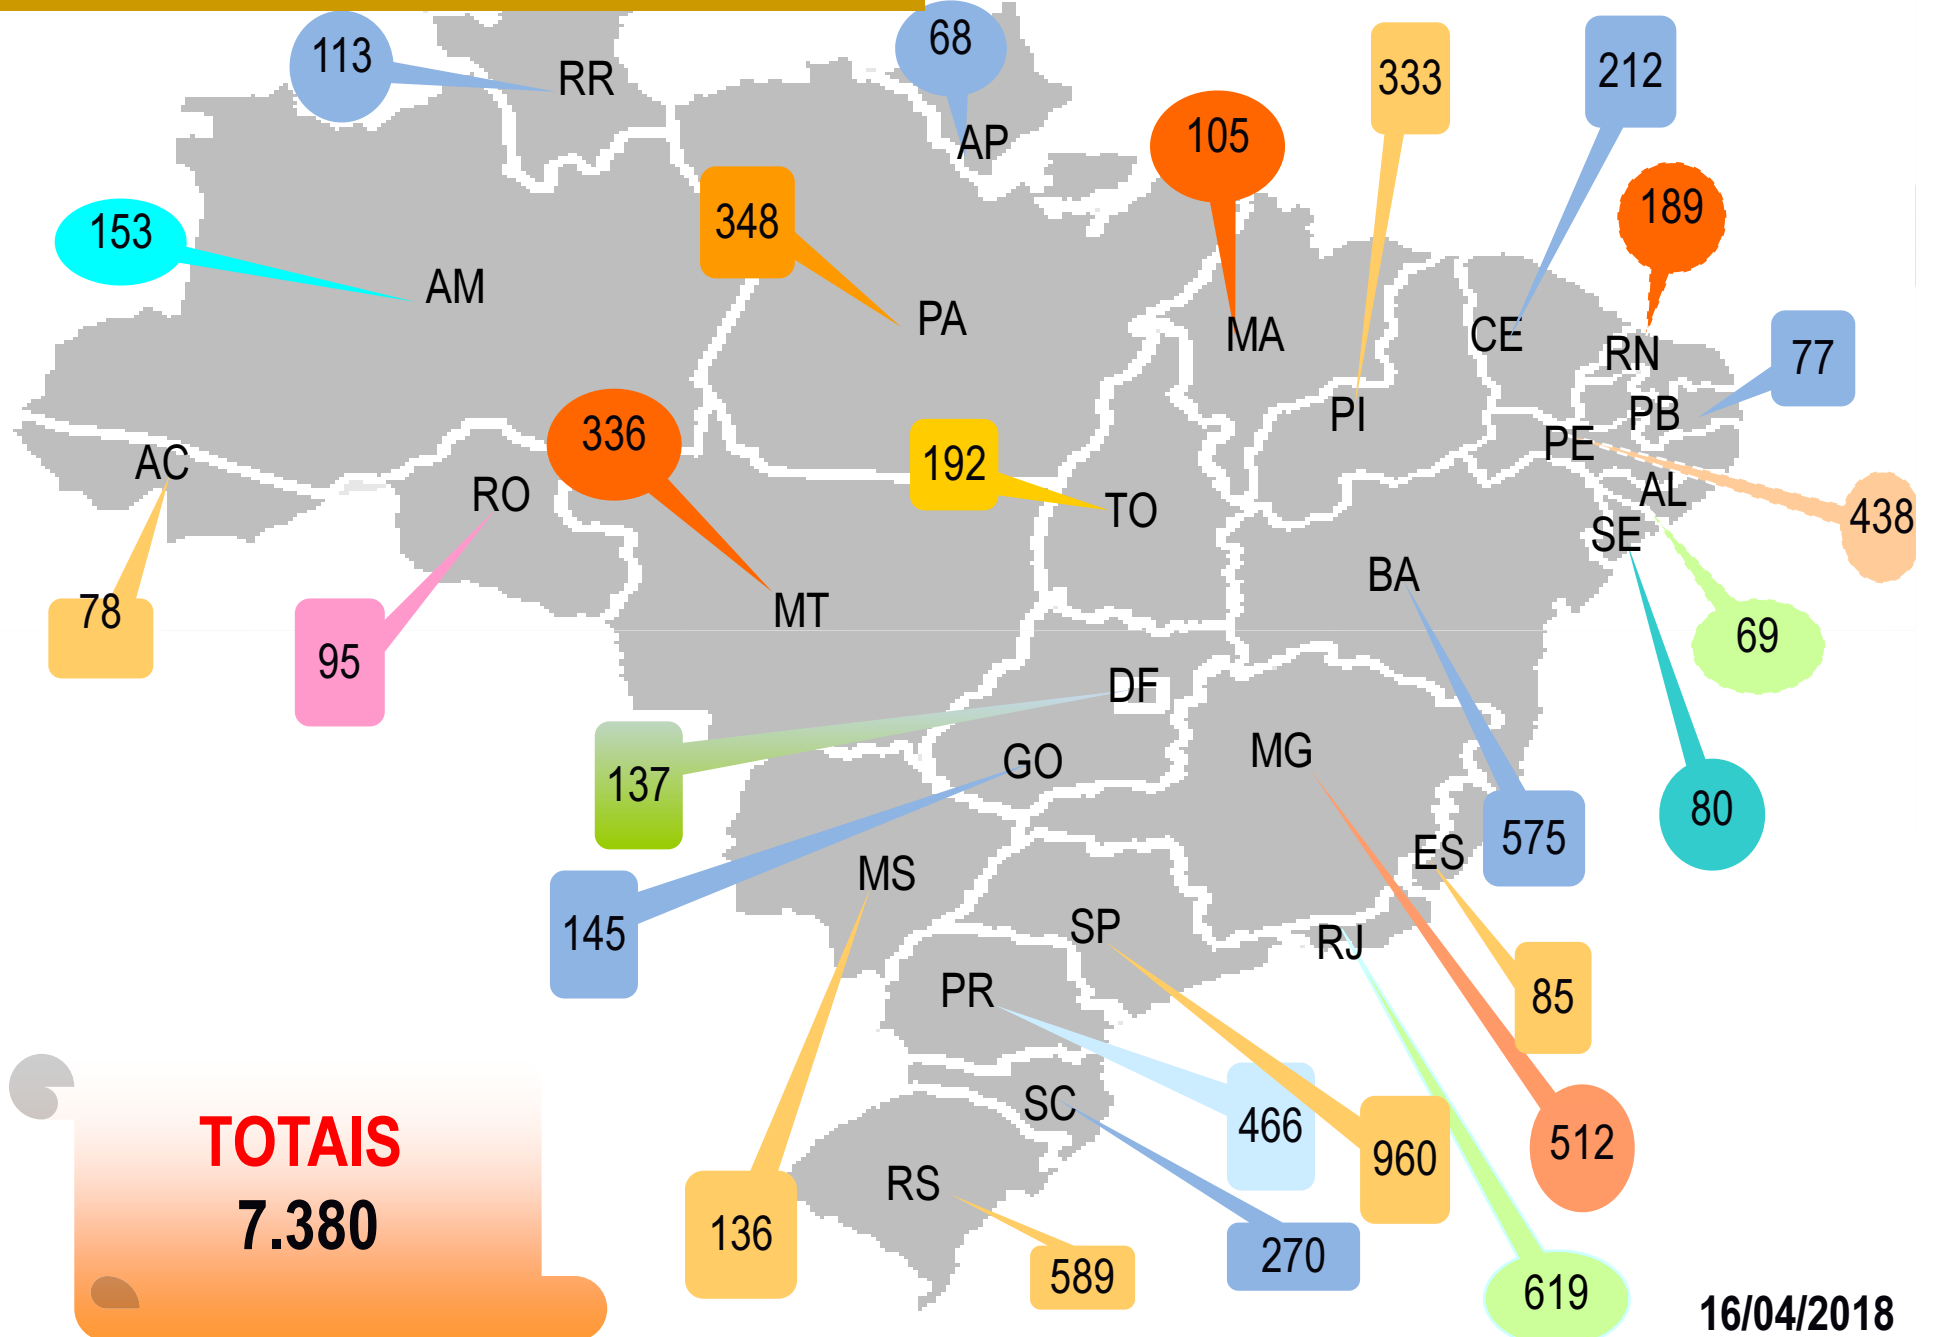 68
113
333
212
RR
105
AP
189
348
153
AM
PA
MA
CE
RN
77
PI
PB
336
PE
AC
192
RO
AL
TO
438
SE
BA
78
MT
69
95
DF
MG
GO
137
80
575
ES
MS
SP
145
RJ
PR
85
SC
466
TOTAIS
512
960
RS
7.380
136
270
589
619
16/04/2018